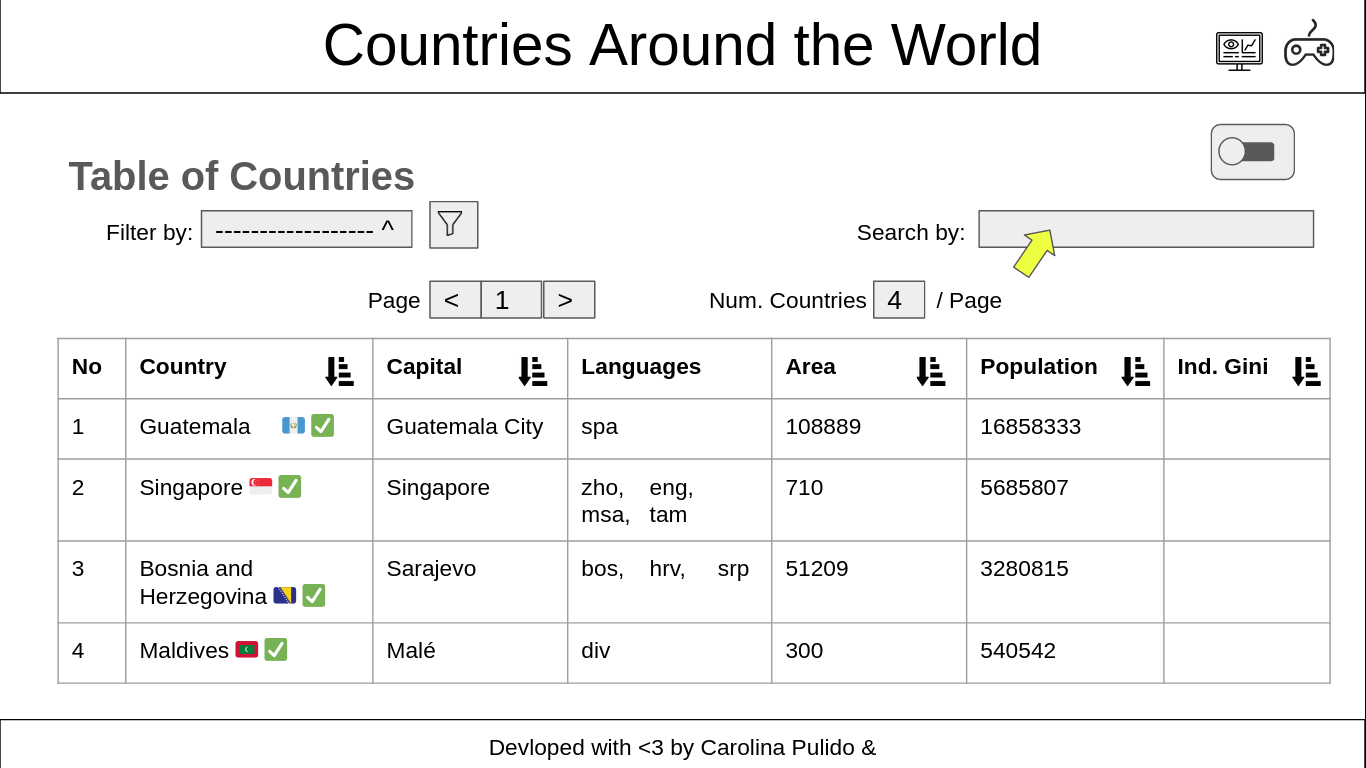 Countries Around the World
Table of Countries
Filter by: ------------------ ^
Search by:
Page < 1 >
Num. Countries 4 / Page
No Country Capital Languages Area Population Ind. Gini
1 Guatemala Guatemala City spa 108889 16858333
2 Singapore Singapore zho, eng, 710 5685807
msa, tam
3 Bosnia and Sarajevo bos, hrv, srp 51209 3280815
Herzegovina
4 Maldives Malé div 300 540542
Devloped with <3 by Carolina Pulido &